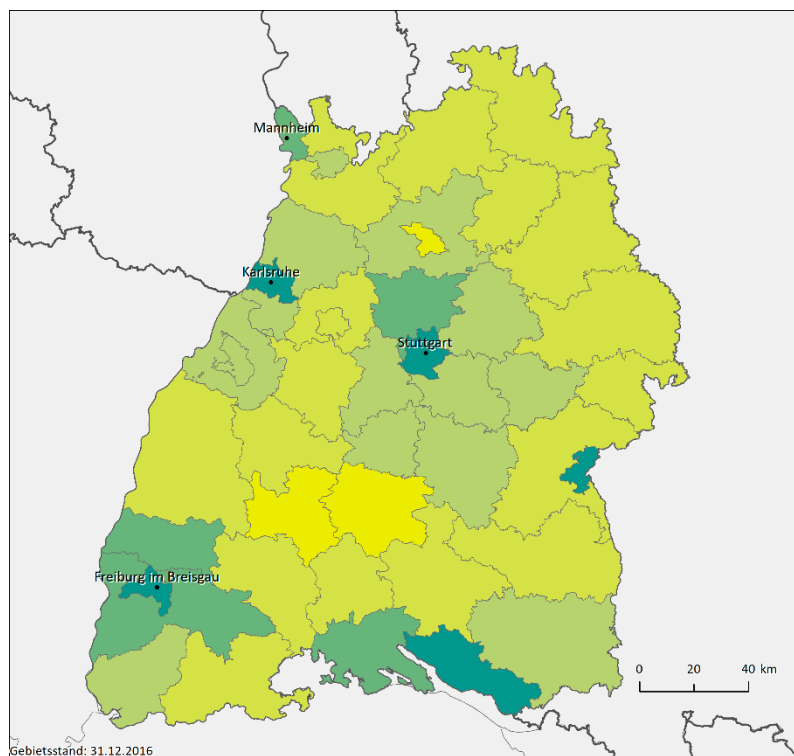 Mannheim
Karlsruhe
Stuttgart
Freiburg im Breisgau
0 20 40 km
Gebietsstand: 31.12.2016